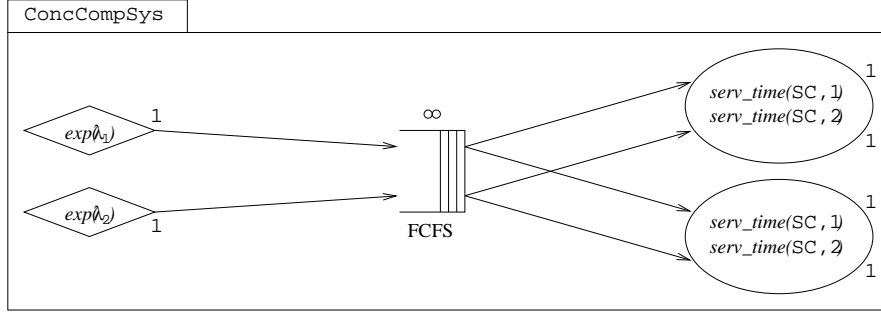 ConcCompSys
exp(λ₁)
1
exp(λ₂)
1
∞
FCFS
serv_time(SC,1)
serv_time(SC,2)
1
1
serv_time(SC,1)
serv_time(SC,2)
1
1